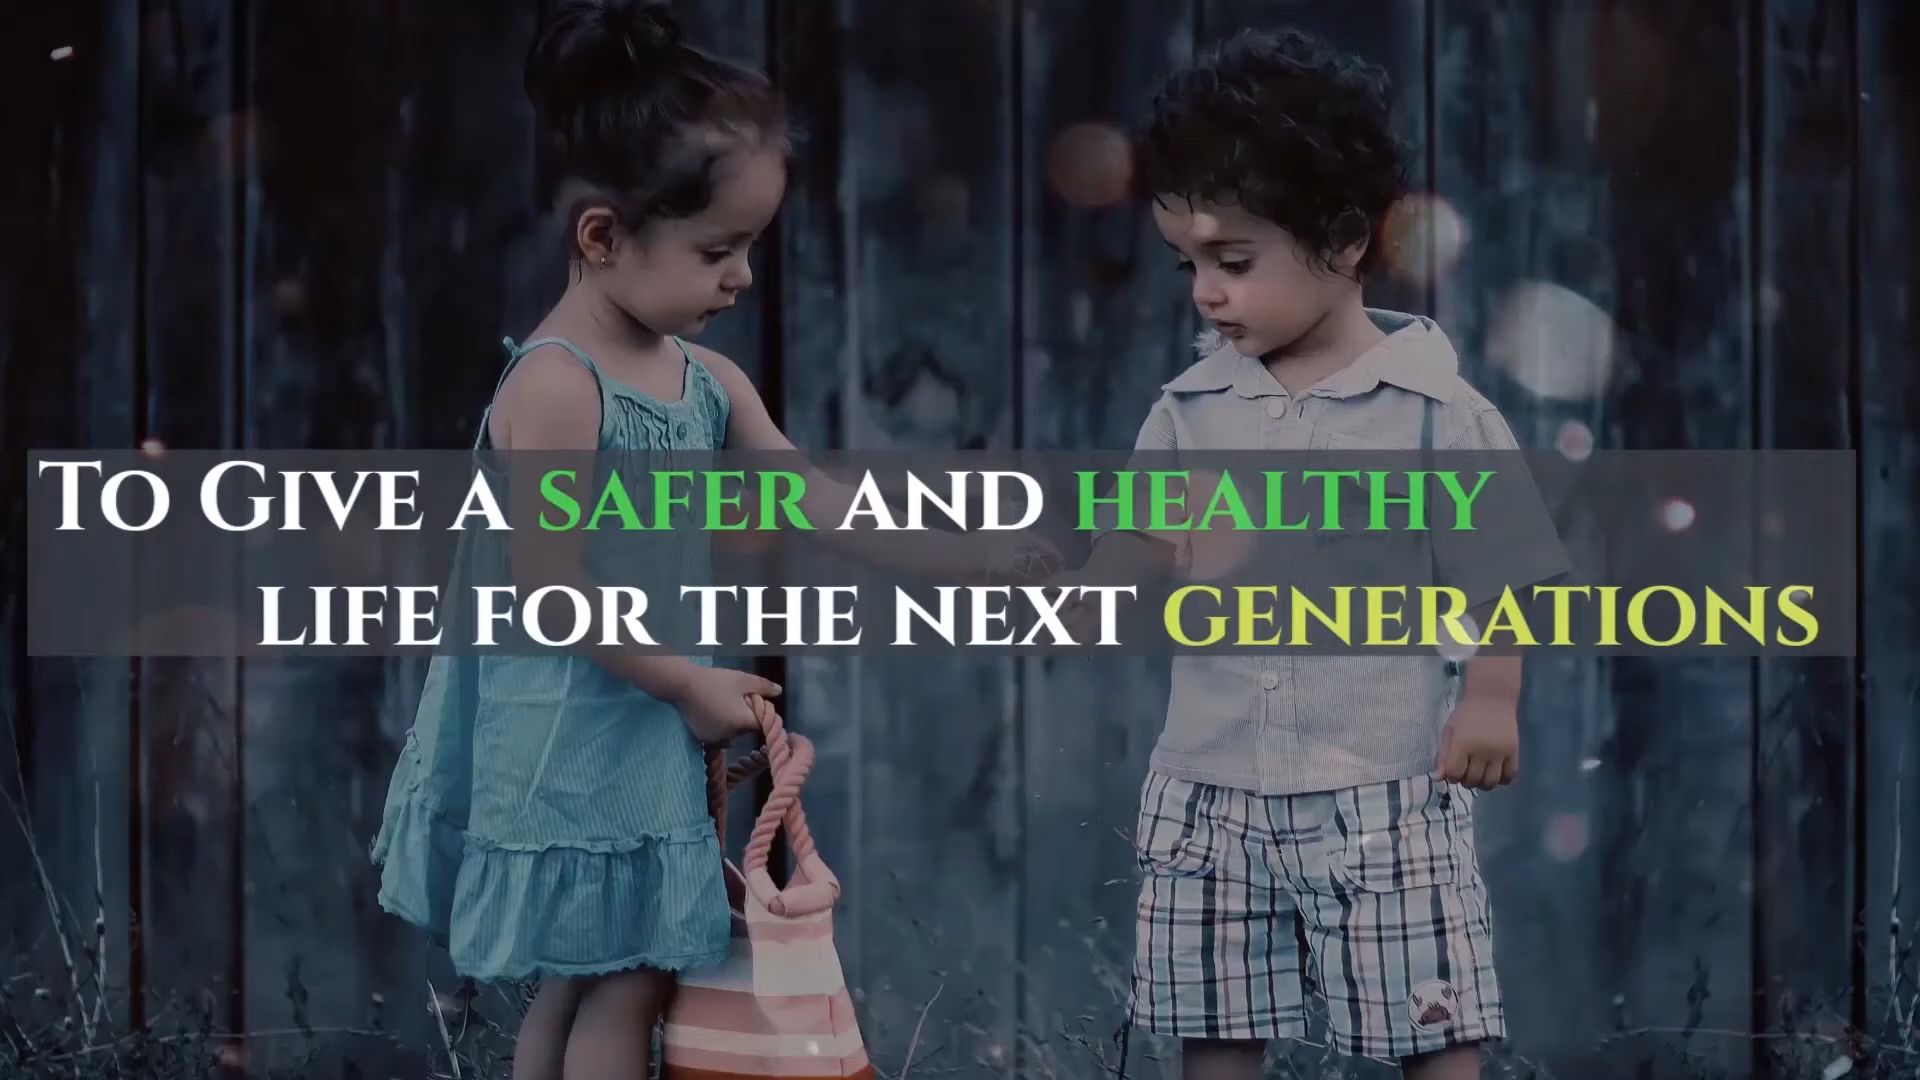 To Give a safer and healthy
life for the next generations